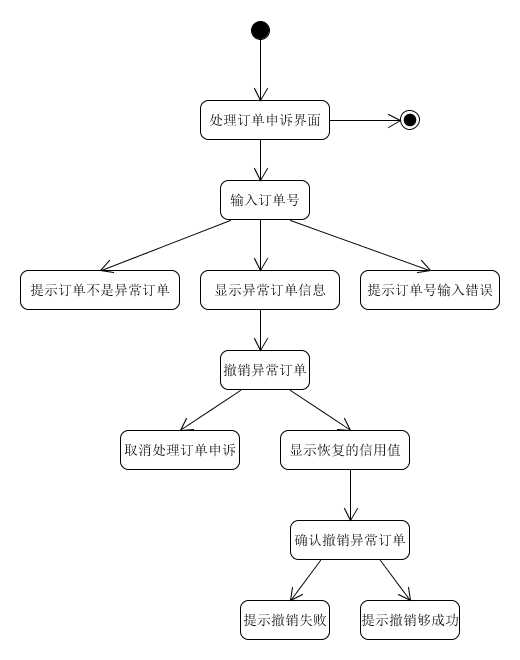 处理订单申诉界面
输入订单号
提示订单不是异常订单
显示异常订单信息
提示订单号输入错误
撤销异常订单
取消处理订单申诉
显示恢复的信用值
确认撤销异常订单
提示撤销失败
提示撤销够成功